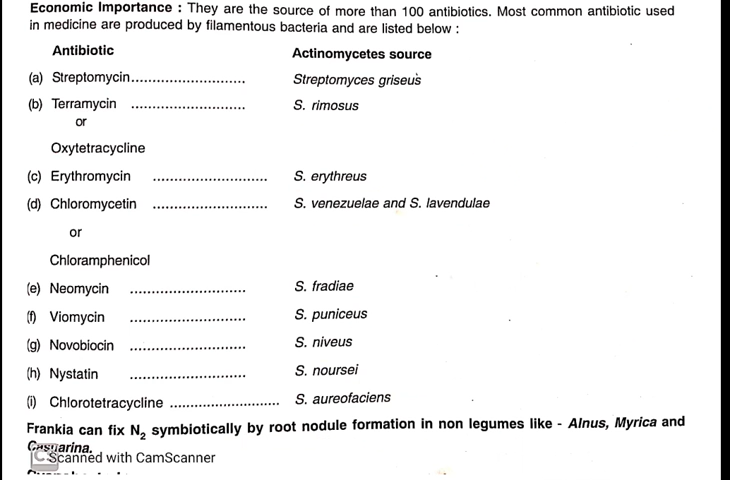 Economic Importance : They are the source of more than 100 antibiotics. Most common antibiotic used
in medicine are produced by filamentous bacteria and are listed below :
Antibiotic Actinomycetes source
(a) Streptomycin.......................... Streptomyces griseus
(b) Terramycin .......................... S. rimosus
or
Oxytetracycline
(c) Erythromycin .......................... S. erythreus
(d) Chloromycetin .......................... S. venezuelae and S. lavendulae
or
Chloramphenicol
(e) Neomycin .......................... S. fradiae
(f) Viomycin .......................... S. puniceus
(g) Novobiocin .......................... S. niveus
(h) Nystatin .......................... S. noursei
(i) Chlorotetracycline ......................... S. aureofaciens
Frankia can fix N₂ symbiotically by root nodule formation in non legumes like - Alnus, Myrica and
Casuarina.
CS Scanned with CamScanner